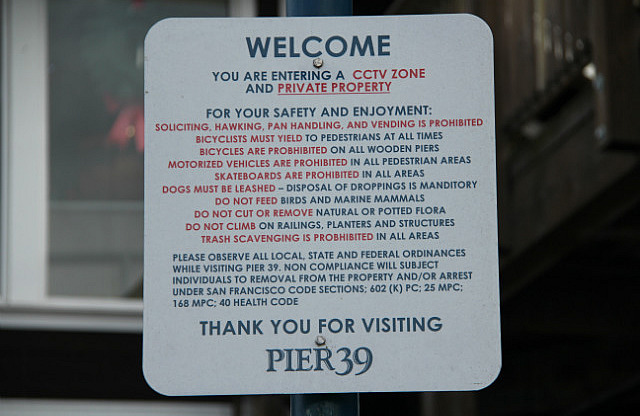 WELCOME
YOU ARE ENTERING A CCTV ZONE
AND PRIVATE PROPERTY
FOR YOUR SAFETY AND ENJOYMENT:
SOLICITING, HAWKING, PAN HANDLING, AND VENDING IS PROHIBITED
BICYCLISTS MUST YIELD TO PEDESTRIANS AT ALL TIMES
BICYCLES ARE PROBHIBITED ON ALL WOODEN PIERS
MOTORIZED VEHICLES ARE PROHIBITED IN ALL PEDESTRIAN AREAS
SKATEBOARDS ARE PROHIBITED IN ALL AREAS
DOGS MUST BE LEASHED – DISPOSAL OF DROPPINGS IS MANDITORY
DO NOT FEED BIRDS AND MARINE MAMMALS
DO NOT CUT OR REMOVE NATURAL OR POTTED FLORA
DO NOT CLIMB ON RAILINGS, PLANTERS AND STRUCTURES
TRASH SCAVENGING IS PROHBIBITED IN ALL AREAS
PLEASE OBSERVE ALL LOCAL, STATE AND FEDERAL ORDINANCES
WHILE VISITING PIER 39. NON COMPLIANCE WILL SUBJECT
INDIVIDUALS TO REMOVAL FROM THE PROPERTY AND/OR ARREST
UNDER SAN FRANCISCO CODE SECTIONS; 602 (K) PC; 25 MPC;
168 MPC; 40 HEALTH CODE
THANK YOU FOR VISITING
PIER39